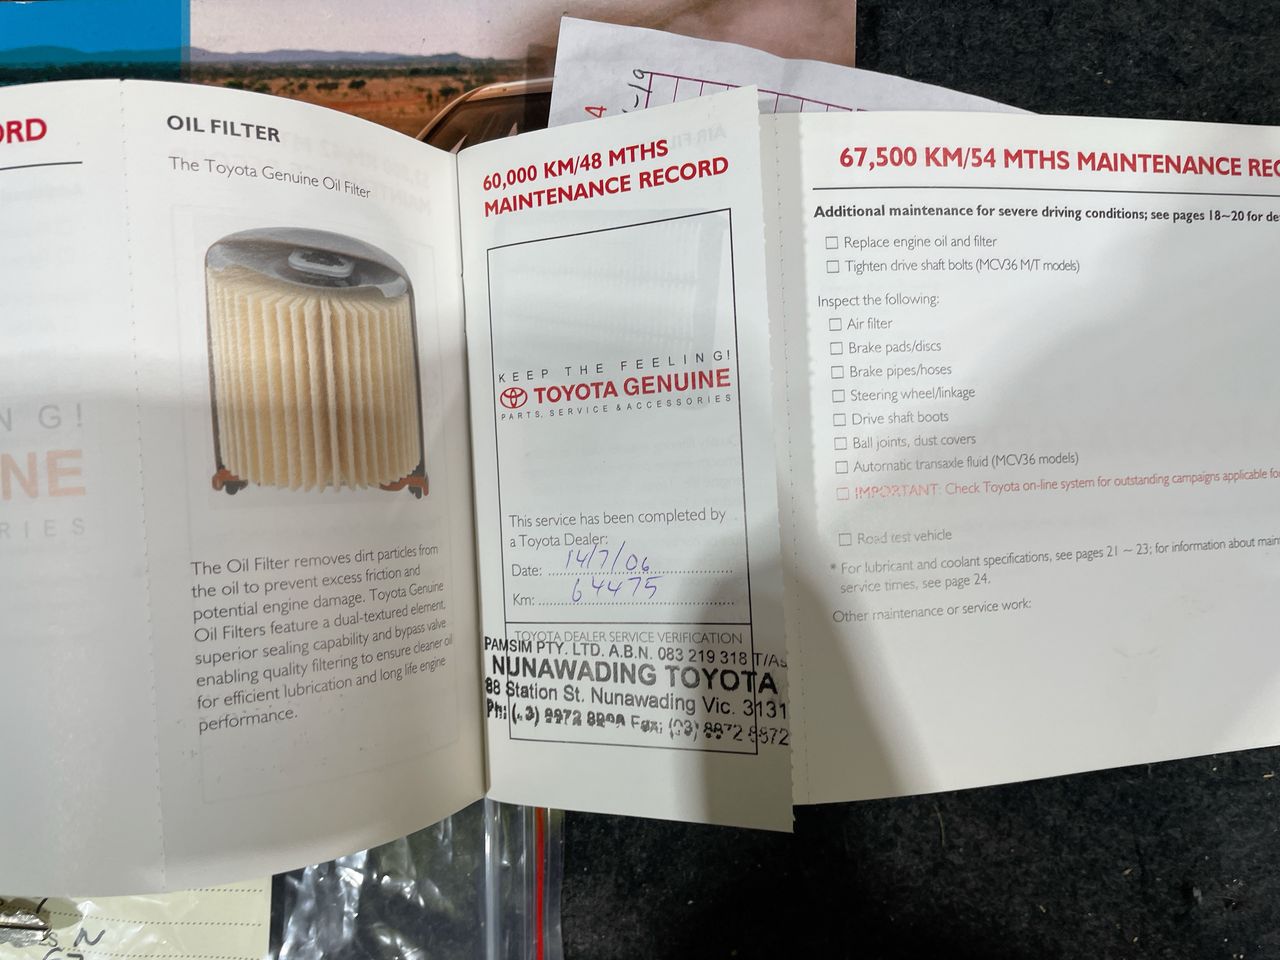 ORD
OIL FILTER
The Toyota Genuine Oil Filter
N G!
NE
RIES
The Oil Filter removes dirt particles from
the oil to prevent excess friction and
potential engine damage. Toyota Genuine
Oil Filters feature a dual-textured element,
superior sealing capability and bypass valve
enabling quality filtering to ensure cleaner oil
for efficient lubrication and long life engine
performance.
60,000 KM/48 MTHS
MAINTENANCE RECORD
KEEP THE FEELING!
TOYOTA GENUINE
PARTS, SERVICE & ACCESSORIES
This service has been completed by
a Toyota Dealer:
Date: 14/7/06
Km: 64475
TOYOTA DEALER SERVICE VERIFICATION
PAMSIM PTY. LTD. A.B.N. 083 219 318 T/As
NUNAWADING TOYOTA
88 Station St. Nunawading Vic. 3131
Ph: Fax: (03)
67,500 KM/54 MTHS MAINTENANCE REC
Additional maintenance for severe driving conditions; see pages 18~20 for de
☐ Replace engine oil and filter
☐ Tighten drive shaft bolts (MCV36 M/T models)
Inspect the following:
☐ Air filter
☐ Brake pads/discs
☐ Brake pipes/hoses
☐ Steering wheel/linkage
☐ Drive shaft boots
☐ Ball joints, dust covers
☐ Automatic transaxle fluid (MCV36 models)
☐ IMPORTANT: Check Toyota on-line system for outstanding campaigns applicable fo
☐ Road test vehicle
* For lubricant and coolant specifications, see pages 21 ~ 23; for information about main
service times, see page 24.
Other maintenance or service work: